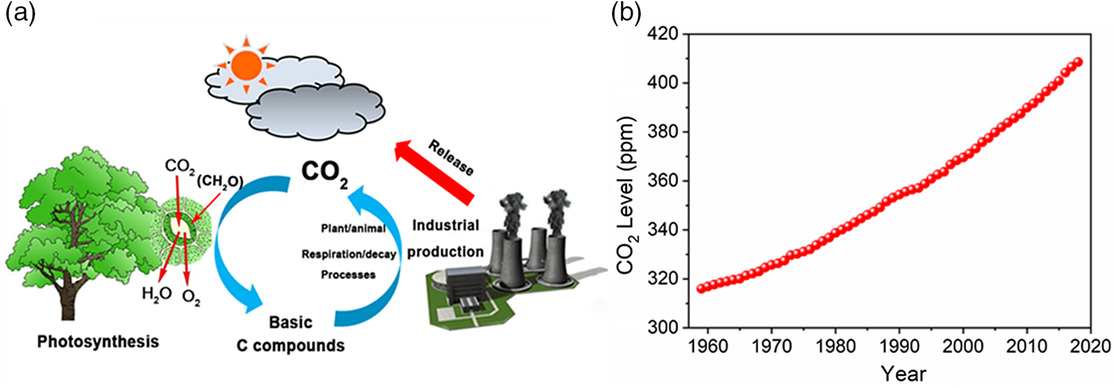 (a)
CO₂
Release
CO₂
(CH₂O)
H₂O
O₂
Photosynthesis
Plant/animal
Respiration/decay
Processes
Industrial
production
Basic
C compounds
(b)
CO₂ Level (ppm)
420
400
380
360
340
320
300
1960
1970
1980
1990
2000
2010
2020
Year